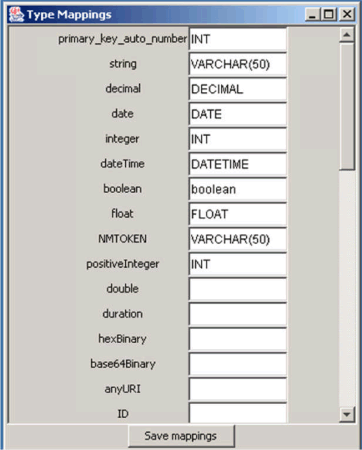 Type Mappings
primary_key_auto_number INT
string VARCHAR(50)
decimal DECIMAL
date DATE
integer INT
dateTime DATETIME
boolean boolean
float FLOAT
NMTOKEN VARCHAR(50)
positiveInteger INT
double
duration
hexBinary
base64Binary
anyURI
ID
Save mappings